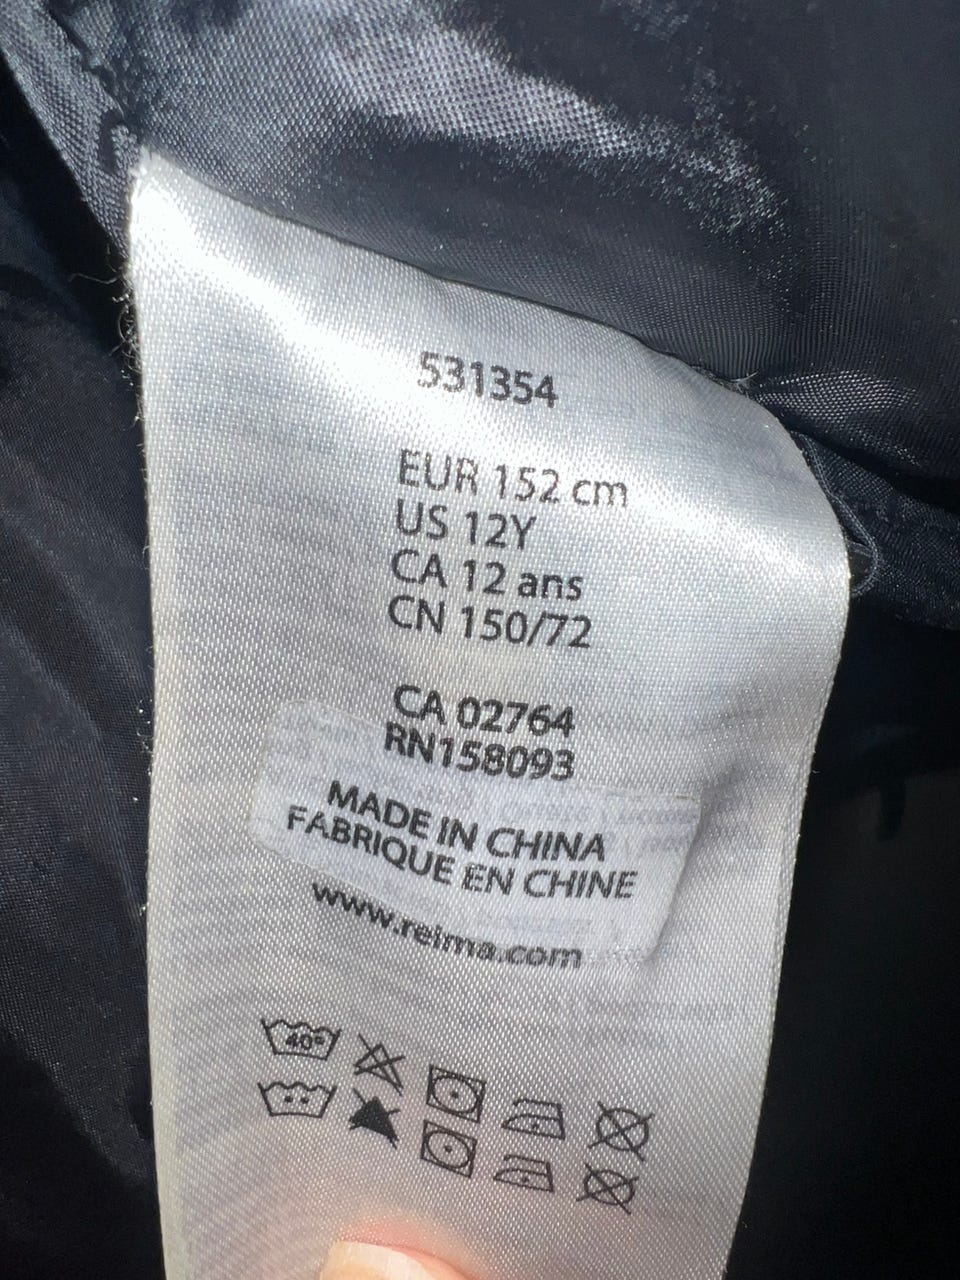 531354
EUR 152 cm
US 12Y
CA 12 ans
CN 150/72
CA 02764
RN158093
MADE IN CHINA
FABRIQUE EN CHINE
www.reima.com
40°